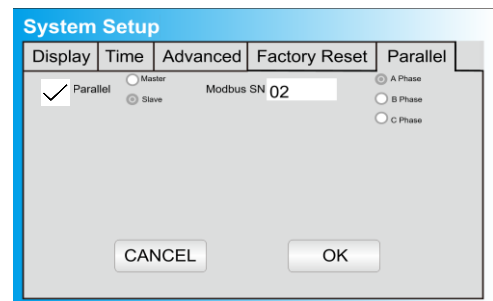 System Setup
Display Time Advanced Factory Reset Parallel
Parallel
Master
Slave
Modbus SN 02
A Phase
B Phase
C Phase
CANCEL OK